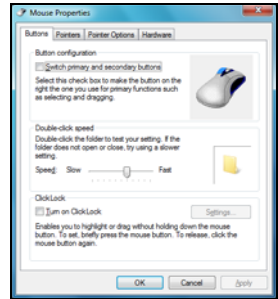 Mouse Properties
Buttons Pointers Pointer Options Hardware
Button configuration
Switch primary and secondary buttons
Select this check box to make the button on the
right the one you use for primary functions such
as selecting and dragging.
Double-click speed
Double-click the folder to test your setting. If the
folder does not open or close, try using a slower
setting.
Speed: Slow Fast
ClickLock
Turn on ClickLock Settings...
Enables you to highlight or drag without holding down the mouse
button. To set, briefly press the mouse button. To release, click the
mouse button again.
OK Cancel Apply